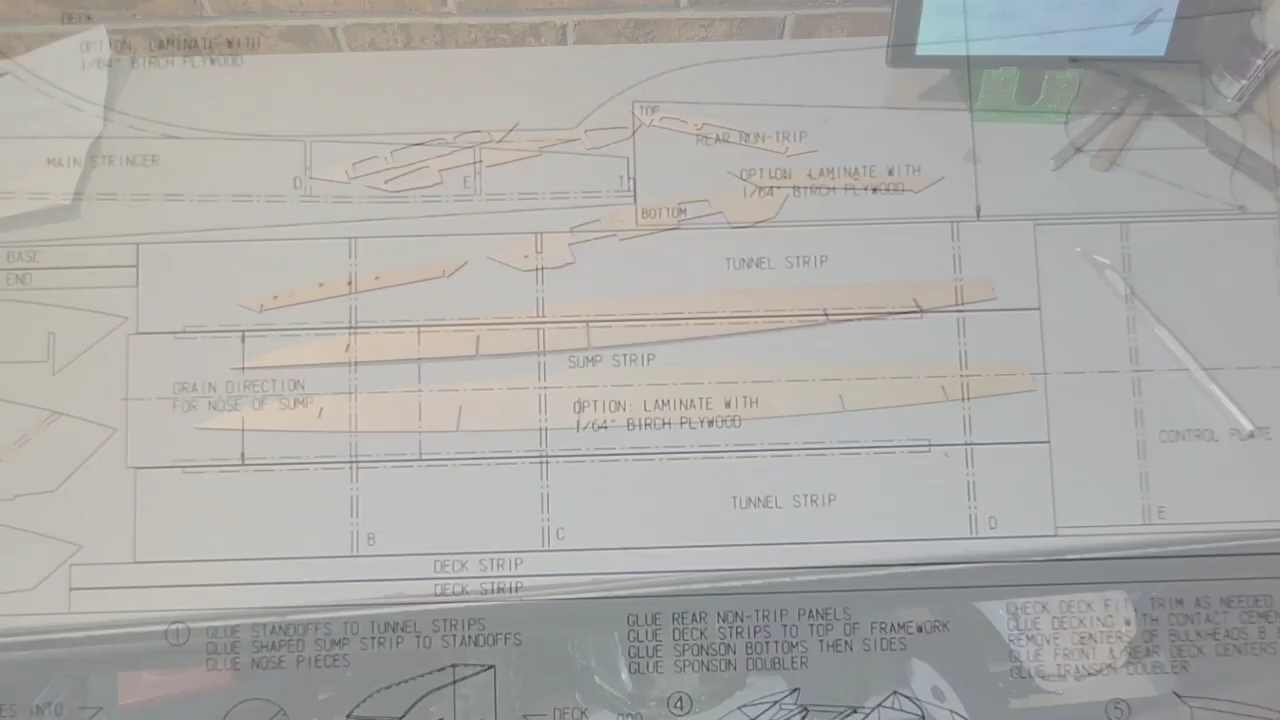 DECK
OPTION: LAMINATE WITH
1/64" BIRCH PLYWOOD
TOP
REAR NON-TRIP
MAIN STRINGER
OPTION LAMINATE WITH
1/64" BIRCH PLYWOOD
D
E
T
BOTTOM
BASE
END
TUNNEL STRIP
SUMP STRIP
GRAIN DIRECTION
FOR NOSE OF SUMP
OPTION: LAMINATE WITH
1/64" BIRCH PLYWOOD
CONTROL PLATE
TUNNEL STRIP
B
C
D
E
DECK STRIP
DECK STRIP
1 GLUE STANDOFFS TO TUNNEL STRIPS
GLUE SHAPED SUMP STRIP TO STANDOFFS
GLUE NOSE PIECES
GLUE REAR NON-TRIP PANELS
GLUE DECK STRIPS TO TOP OF FRAMEWORK
GLUE SPONSON BOTTOMS THEN SIDES
GLUE SPONSON DOUBLER
CHECK DECK FIT, TRIM AS NEEDED
GLUE DECKING WITH CONTACT CEME
REMOVE CENTERS OF BULKHEADS B
GLUE FRONT & REAR DECK CENTERS
GLUE TRANSOM DOUBLER
4
5
ES INTO
DECK